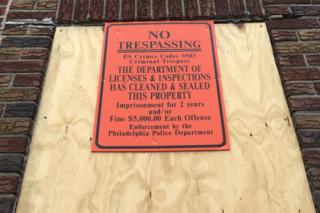 NO
TRESPASSING
PA Crimes Codes 3503
Criminal Trespass
THE DEPARTMENT OF
LICENSES & INSPECTIONS
HAS CLEANED & SEALED
THIS PROPERTY
Imprisonment for 2 years
and/or
Fine $5,000.00 Each Offense
Enforcement by the
Philadelphia Police Department